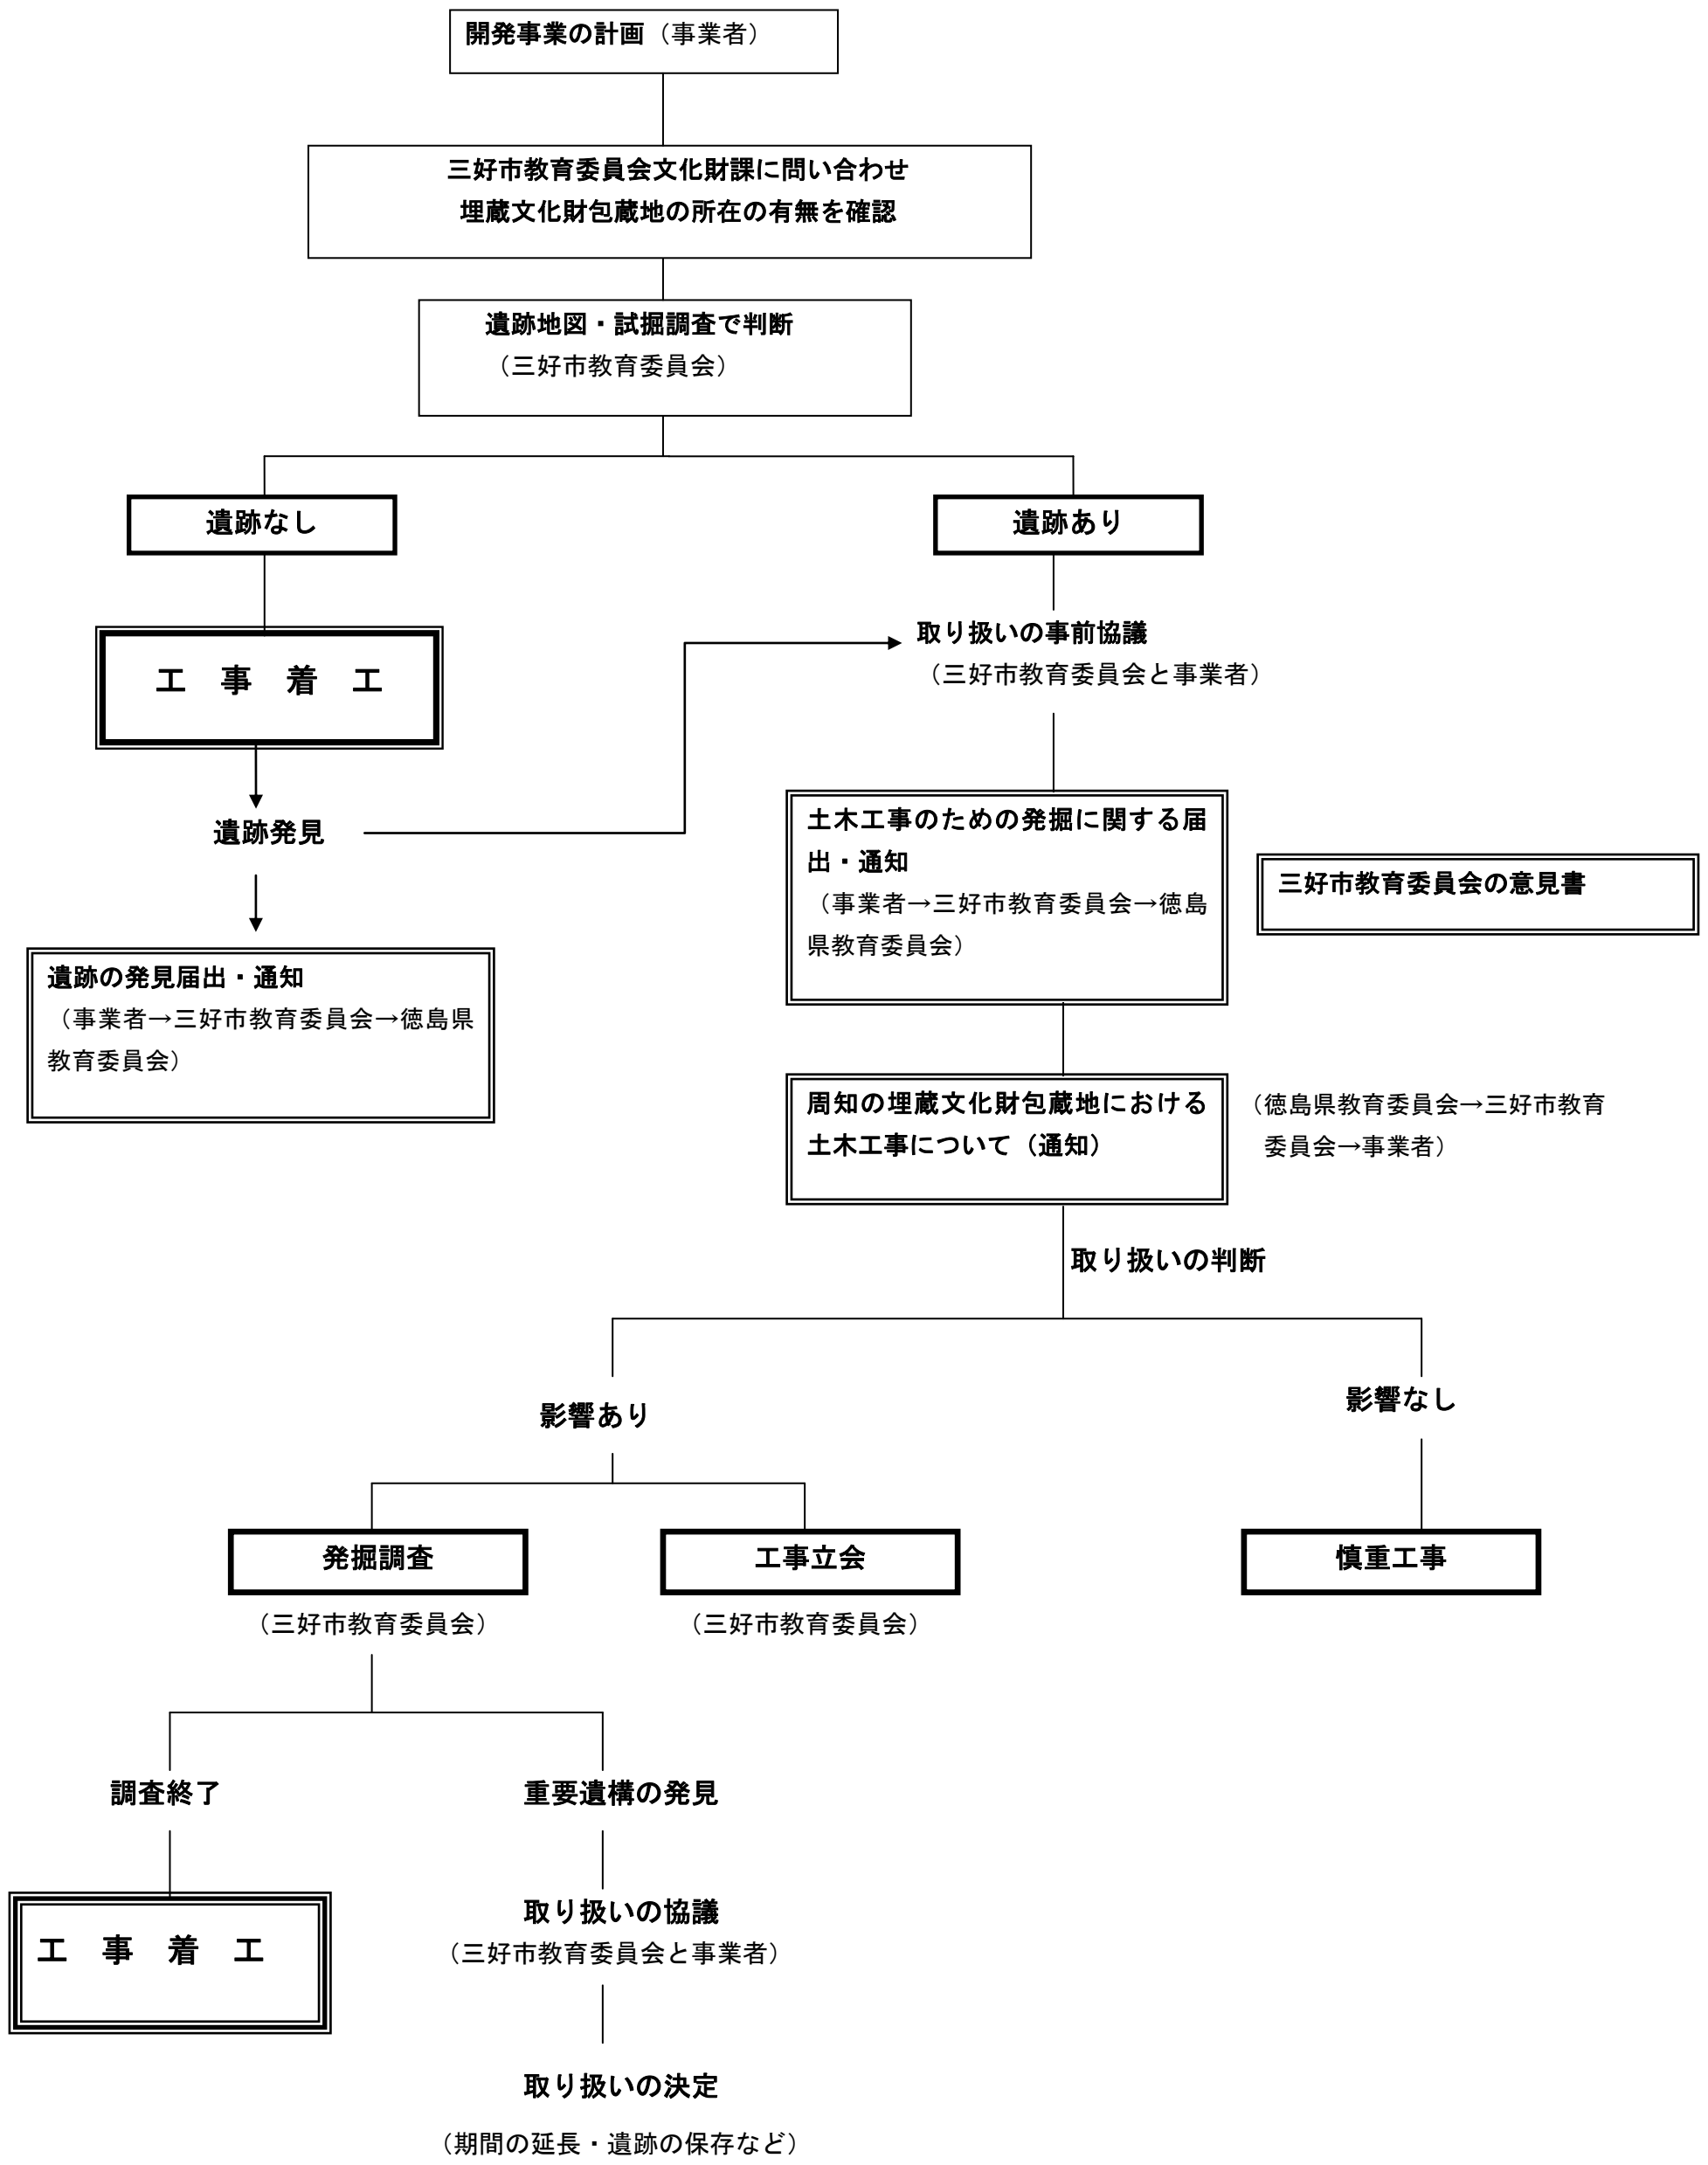 開発事業の計画（事業者）
三好市教育委員会文化財課に問い合わせ
埋蔵文化財包蔵地の所在の有無を確認
遺跡地図・試掘調査で判断
（三好市教育委員会）
遺跡なし
遺跡あり
工　事　着　工
取り扱いの事前協議
（三好市教育委員会と事業者）
遺跡発見
土木工事のための発掘に関する届
出・通知
（事業者→三好市教育委員会→徳島
県教育委員会）
三好市教育委員会の意見書
遺跡の発見届出・通知
（事業者→三好市教育委員会→徳島県
教育委員会）
周知の埋蔵文化財包蔵地における
土木工事について（通知）
（徳島県教育委員会→三好市教育
委員会→事業者）
取り扱いの判断
影響あり
影響なし
発掘調査
工事立会
慎重工事
（三好市教育委員会）
（三好市教育委員会）
調査終了
重要遺構の発見
工　事　着　工
取り扱いの協議
（三好市教育委員会と事業者）
取り扱いの決定
（期間の延長・遺跡の保存など）